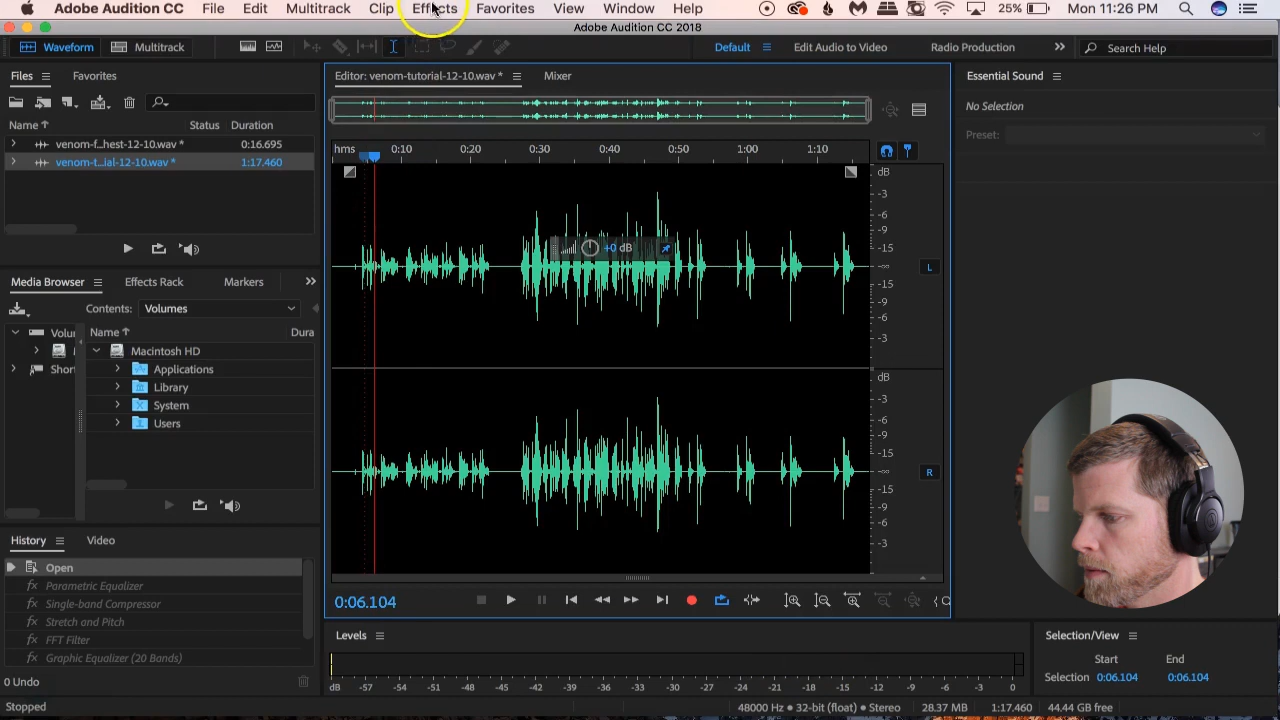 Adobe Audition CC File Edit Multitrack Clip Effects Favorites View Window Help 25% Mon 11:26 PM
Adobe Audition CC 2018
Waveform Multitrack Default Edit Audio to Video Radio Production Search Help
Files Favorites
Name Status Duration
venom-f...hest-12-10.wav * 0:16.695
venom-t...ial-12-10.wav * 1:17.460
Media Browser Effects Rack Markers
Contents: Volumes
Name Dura
Macintosh HD
Applications
Library
System
Users
Volu
Short
History Video
Open
Parametric Equalizer
Single-band Compressor
Stretch and Pitch
FFT Filter
Graphic Equalizer (20 Bands)
0 Undo
Stopped
Editor: venom-tutorial-12-10.wav * Mixer
hms 0:10 0:20 0:30 0:40 0:50 1:00 1:10
dB
-3
-6
-9
-15
-∞
-15
-9
-6
-3
L
+0 dB
dB
-3
-6
-9
-15
-∞
-15
-9
-6
-3
R
0:06.104
Levels
dB -57 -54 -51 -48 -45 -42 -39 -36 -33 -30 -27 -24 -21 -18 -15 -12 -9 -6 -3 0
Essential Sound
No Selection
Preset:
Selection/View
Start End
Selection 0:06.104 0:06.104
48000 Hz • 32-bit (float) • Stereo 28.37 MB 1:17.460 44.44 GB free